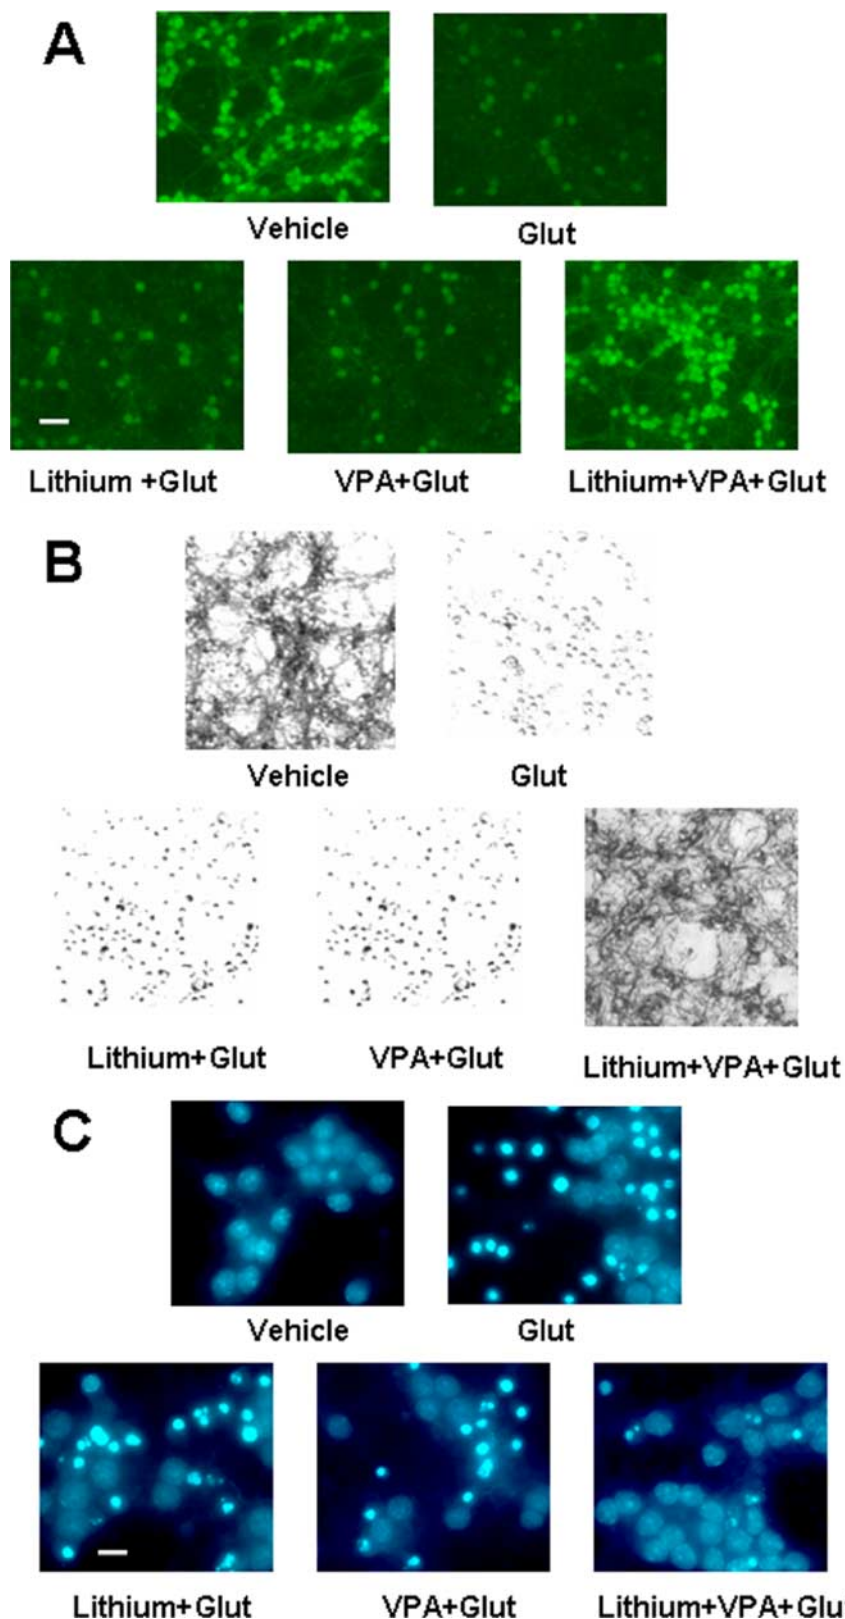 A
Vehicle
Glut
Lithium +Glut
VPA+Glut
Lithium+VPA+Glut
B
Vehicle
Glut
Lithium+Glut
VPA+Glut
Lithium+VPA+Glut
C
Vehicle
Glut
Lithium+Glut
VPA+Glut
Lithium+VPA+Glu